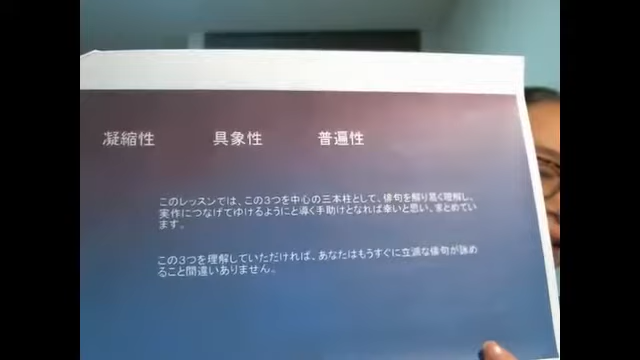 凝縮性 具象性 普遍性
このレッスンでは、この3つを中心の三本柱として、俳句を解り易く理解し、
実作につなげてゆけるようにと導く手助けとなれば幸いと思い、まとめてい
ます。
この3つを理解していただければ、あなたはもうすぐに立派な俳句が詠め
ること間違いありません。